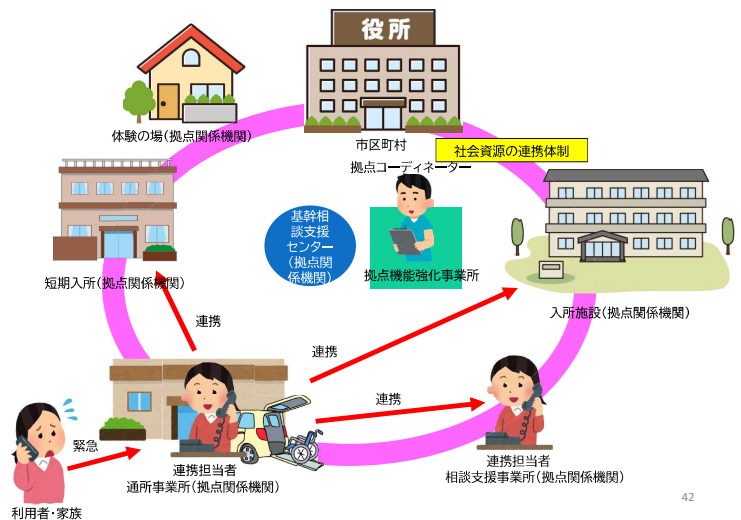 役所
体験の場(拠点関係機関)
市区町村
社会資源の連携体制
拠点コーディネーター
基幹相
談支援
センター
(拠点関
係機関)
拠点機能強化事業所
短期入所(拠点関係機関)
入所施設(拠点関係機関)
連携
連携
連携
緊急
連携担当者
通所事業所(拠点関係機関)
連携担当者
相談支援事業所(拠点関係機関)
利用者・家族
42